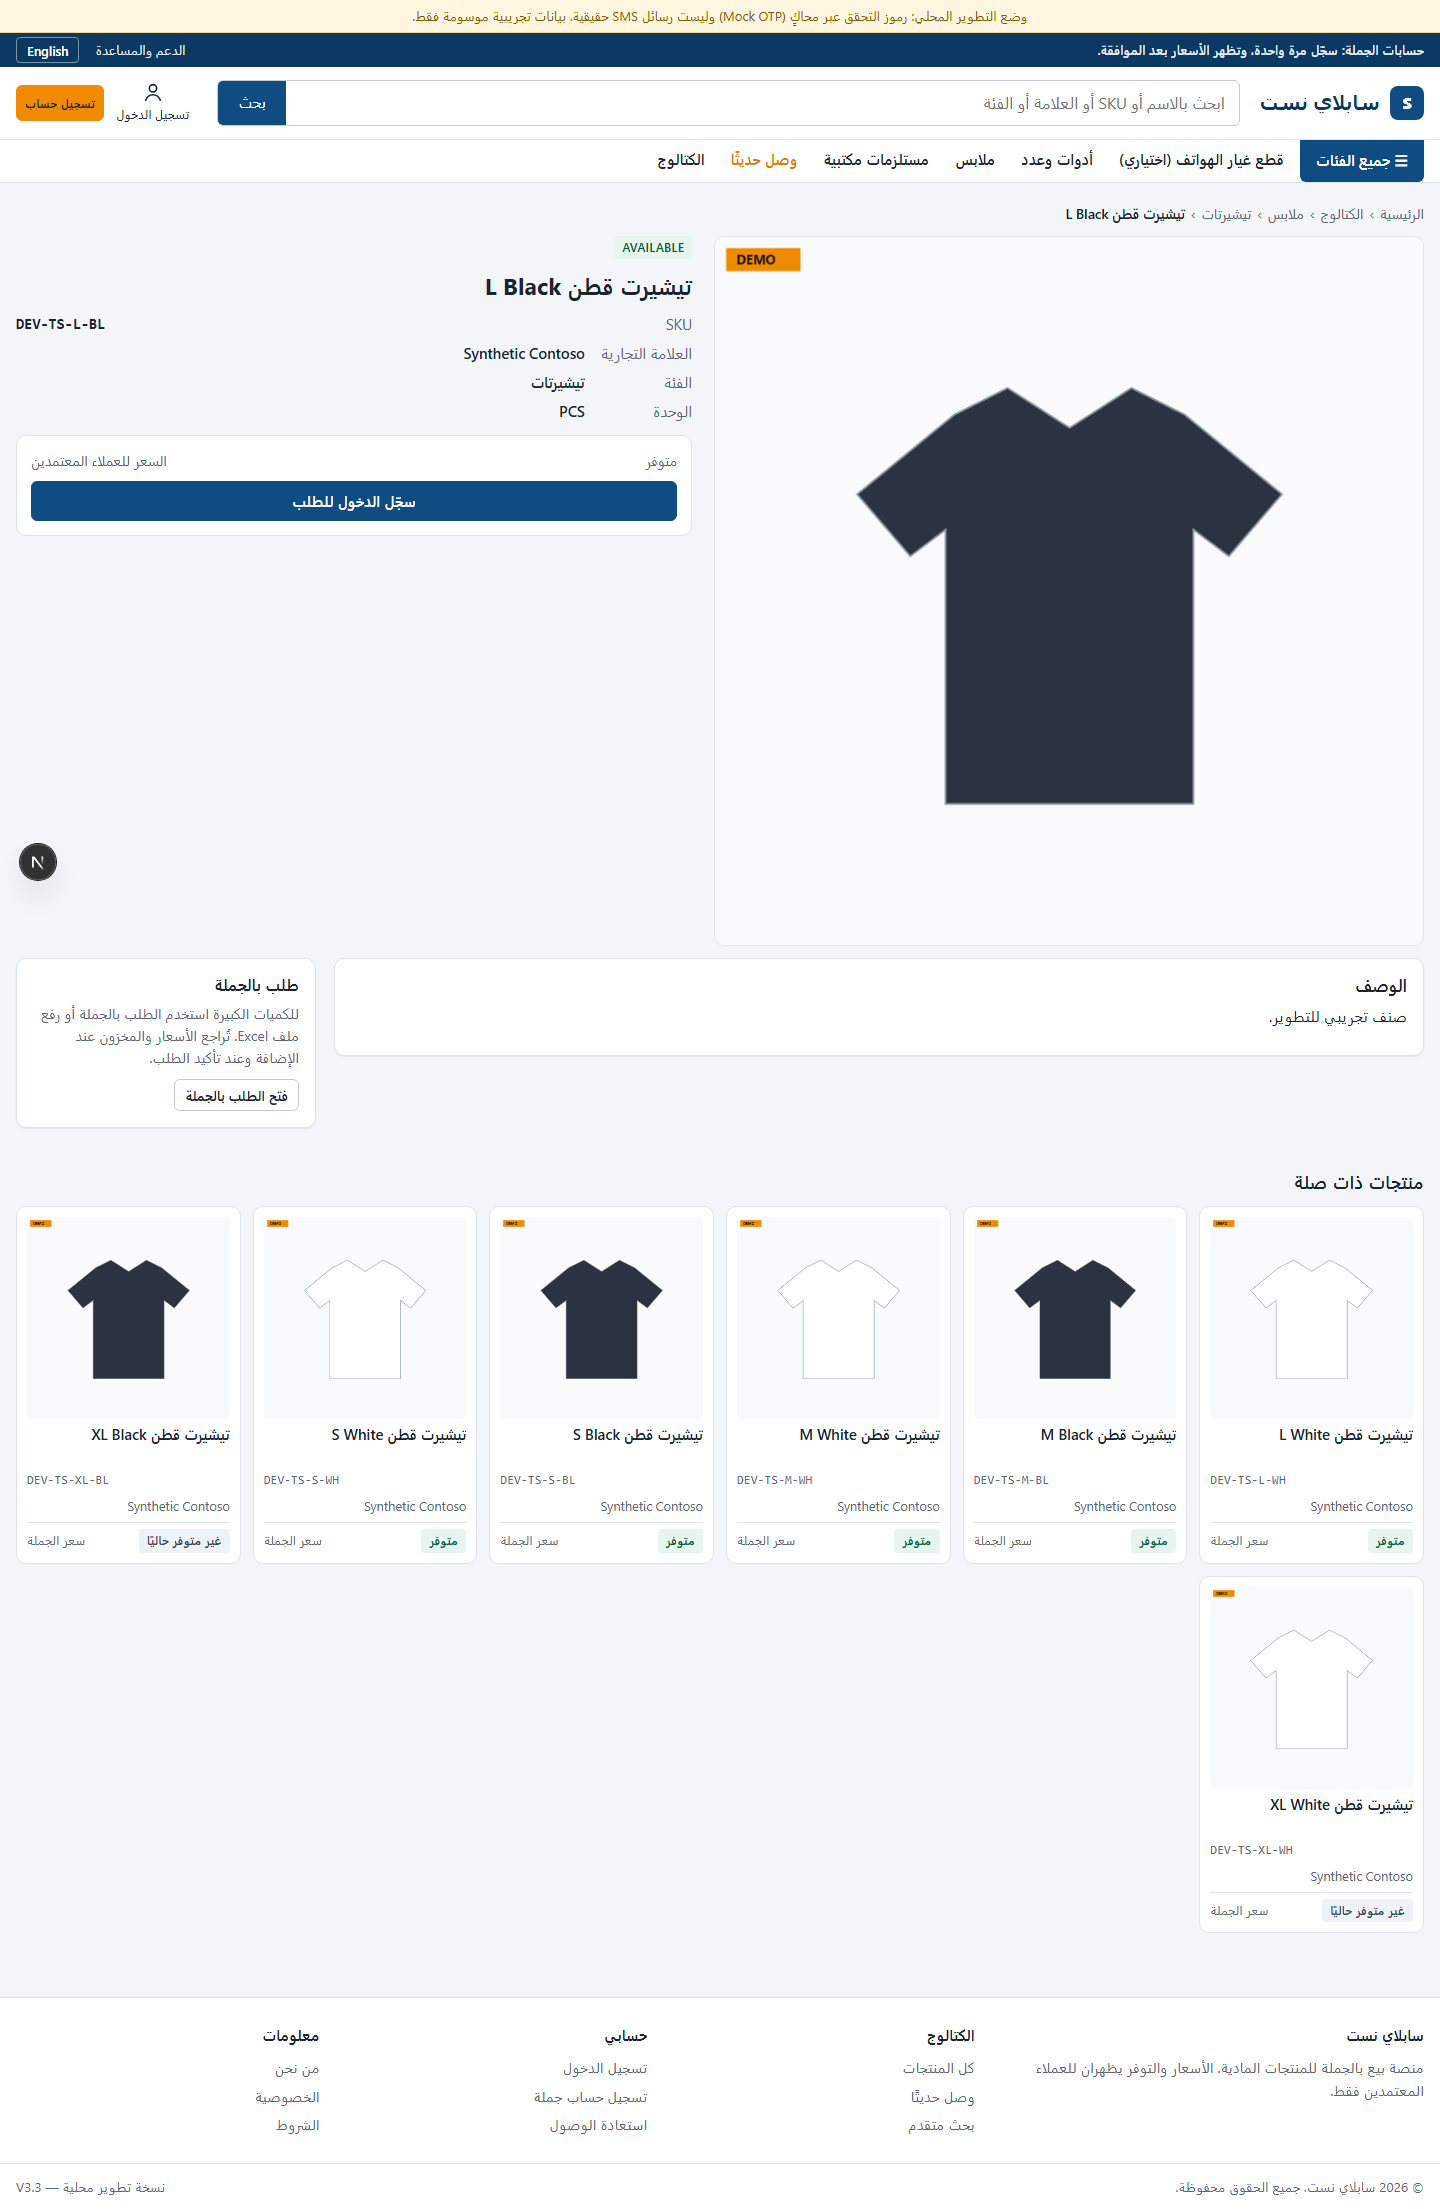 وضع التطوير المحلي: رموز التحقق عبر محاكٍ (Mock OTP) وليست رسائل SMS حقيقية. بيانات تجريبية موسومة فقط.
حسابات الجملة: سجّل مرة واحدة، وتظهر الأسعار بعد الموافقة.
الدعم والمساعدة
English
S
سابلاي نست
ابحث بالاسم أو SKU أو العلامة أو الفئة
بحث
تسجيل الدخول
تسجيل حساب
☰ جميع الفئات
قطع غيار الهواتف (اختياري)
أدوات وعدد
ملابس
مستلزمات مكتبية
وصل حديثًا
الكتالوج
الرئيسية › الكتالوج › ملابس › تيشيرتات › تيشيرت قطن L Black
DEMO
AVAILABLE
تيشيرت قطن L Black
SKU DEV-TS-L-BL
العلامة التجارية Synthetic Contoso
الفئة تيشيرتات
الوحدة PCS
متوفر
السعر للعملاء المعتمدين
سجّل الدخول للطلب
N
الوصف
صنف تجريبي للتطوير.
طلب بالجملة
للكميات الكبيرة استخدم الطلب بالجملة أو رفع
ملف Excel. تُراجع الأسعار والمخزون عند
الإضافة وعند تأكيد الطلب.
فتح الطلب بالجملة
منتجات ذات صلة
DEMO
تيشيرت قطن L White
DEV-TS-L-WH
Synthetic Contoso
متوفر
سعر الجملة
DEMO
تيشيرت قطن M Black
DEV-TS-M-BL
Synthetic Contoso
متوفر
سعر الجملة
DEMO
تيشيرت قطن M White
DEV-TS-M-WH
Synthetic Contoso
متوفر
سعر الجملة
DEMO
تيشيرت قطن S Black
DEV-TS-S-BL
Synthetic Contoso
متوفر
سعر الجملة
DEMO
تيشيرت قطن S White
DEV-TS-S-WH
Synthetic Contoso
متوفر
سعر الجملة
DEMO
تيشيرت قطن XL Black
DEV-TS-XL-BL
Synthetic Contoso
غير متوفر حاليًا
سعر الجملة
DEMO
تيشيرت قطن XL White
DEV-TS-XL-WH
Synthetic Contoso
غير متوفر حاليًا
سعر الجملة
سابلاي نست
منصة بيع بالجملة للمنتجات المادية. الأسعار والتوفر يظهران للعملاء
المعتمدين فقط.
الكتالوج
كل المنتجات
وصل حديثًا
بحث متقدم
حسابي
تسجيل الدخول
تسجيل حساب جملة
استعادة الوصول
معلومات
من نحن
الخصوصية
الشروط
© 2026 سابلاي نست. جميع الحقوق محفوظة.
نسخة تطوير محلية — V3.3